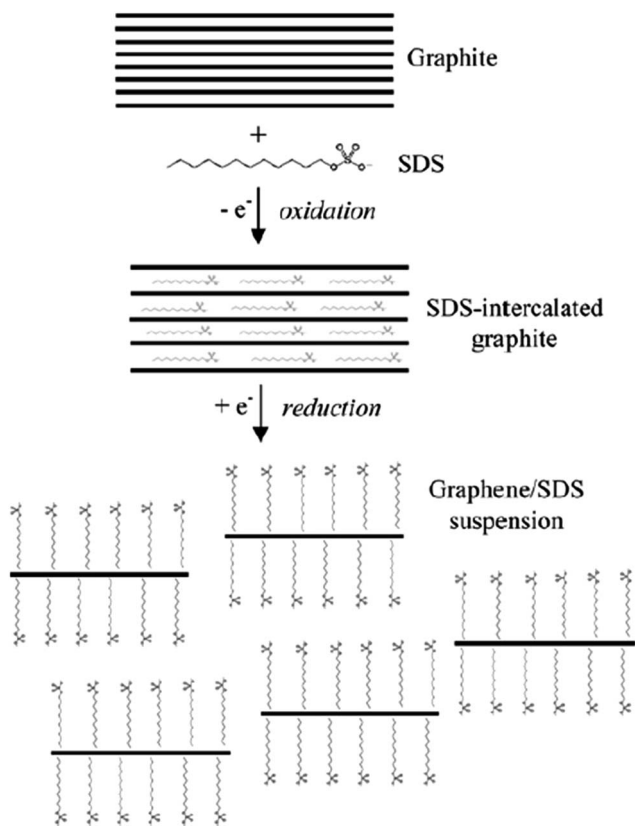 Graphite
+
SDS
- e⁻ oxidation
SDS-intercalated
graphite
+ e⁻ reduction
Graphene/SDS
suspension